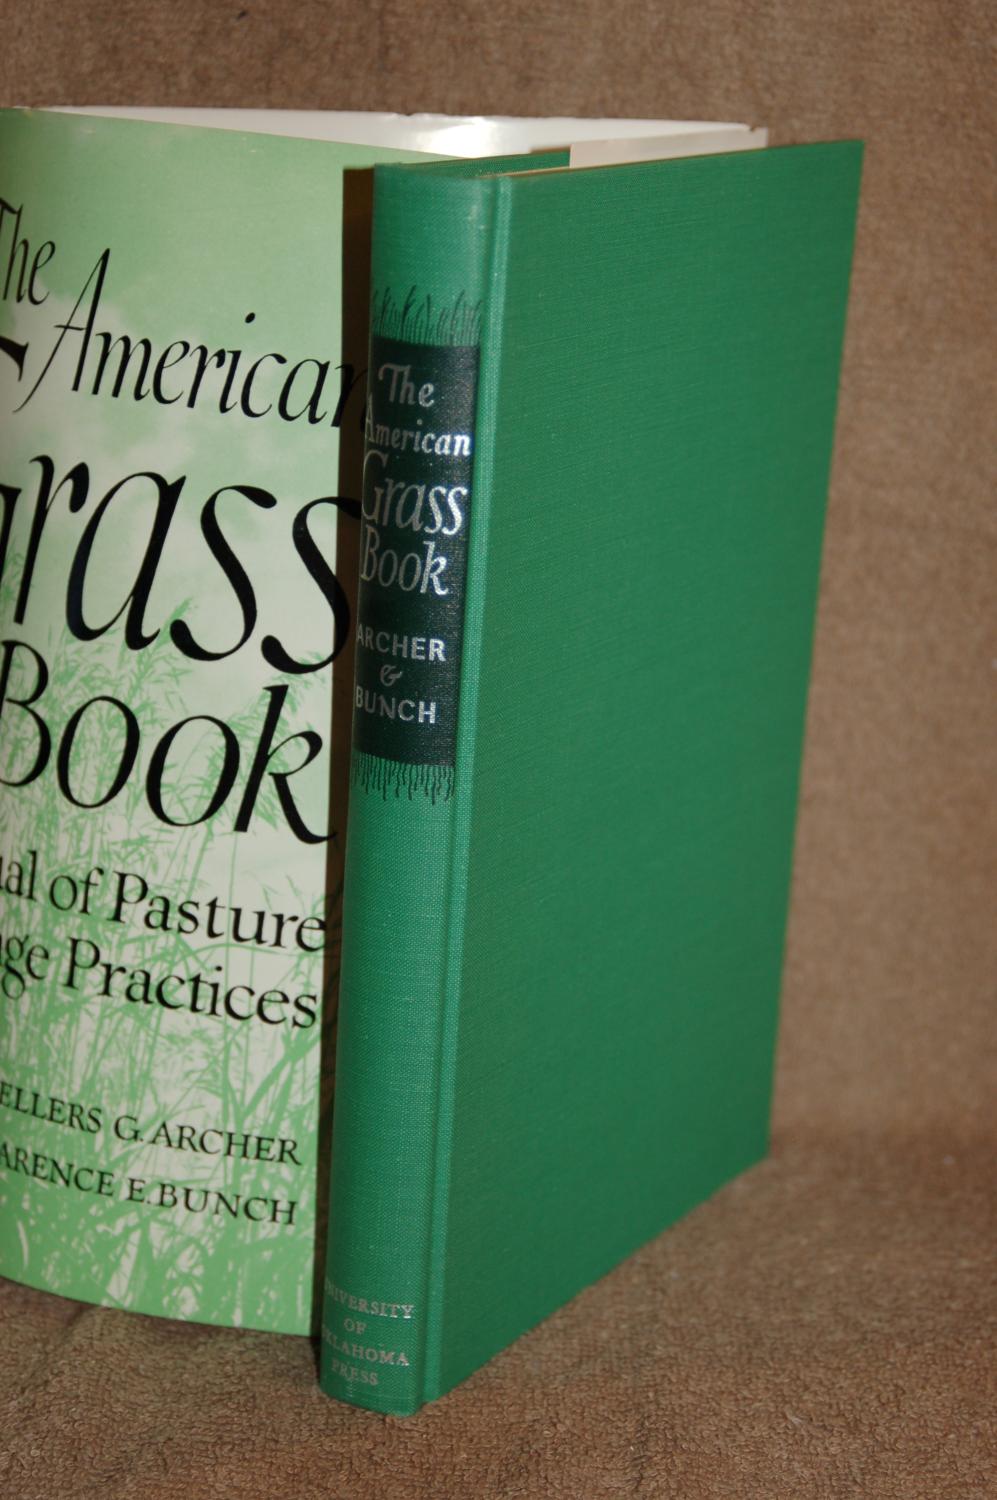 The
American
Grass
Book
ual of Pasture
age Practices
ELLERS G. ARCHER
ARENCE E. BUNCH
The
American
Grass
Book
ARCHER
&
BUNCH
UNIVERSITY
OF
OKLAHOMA
PRESS